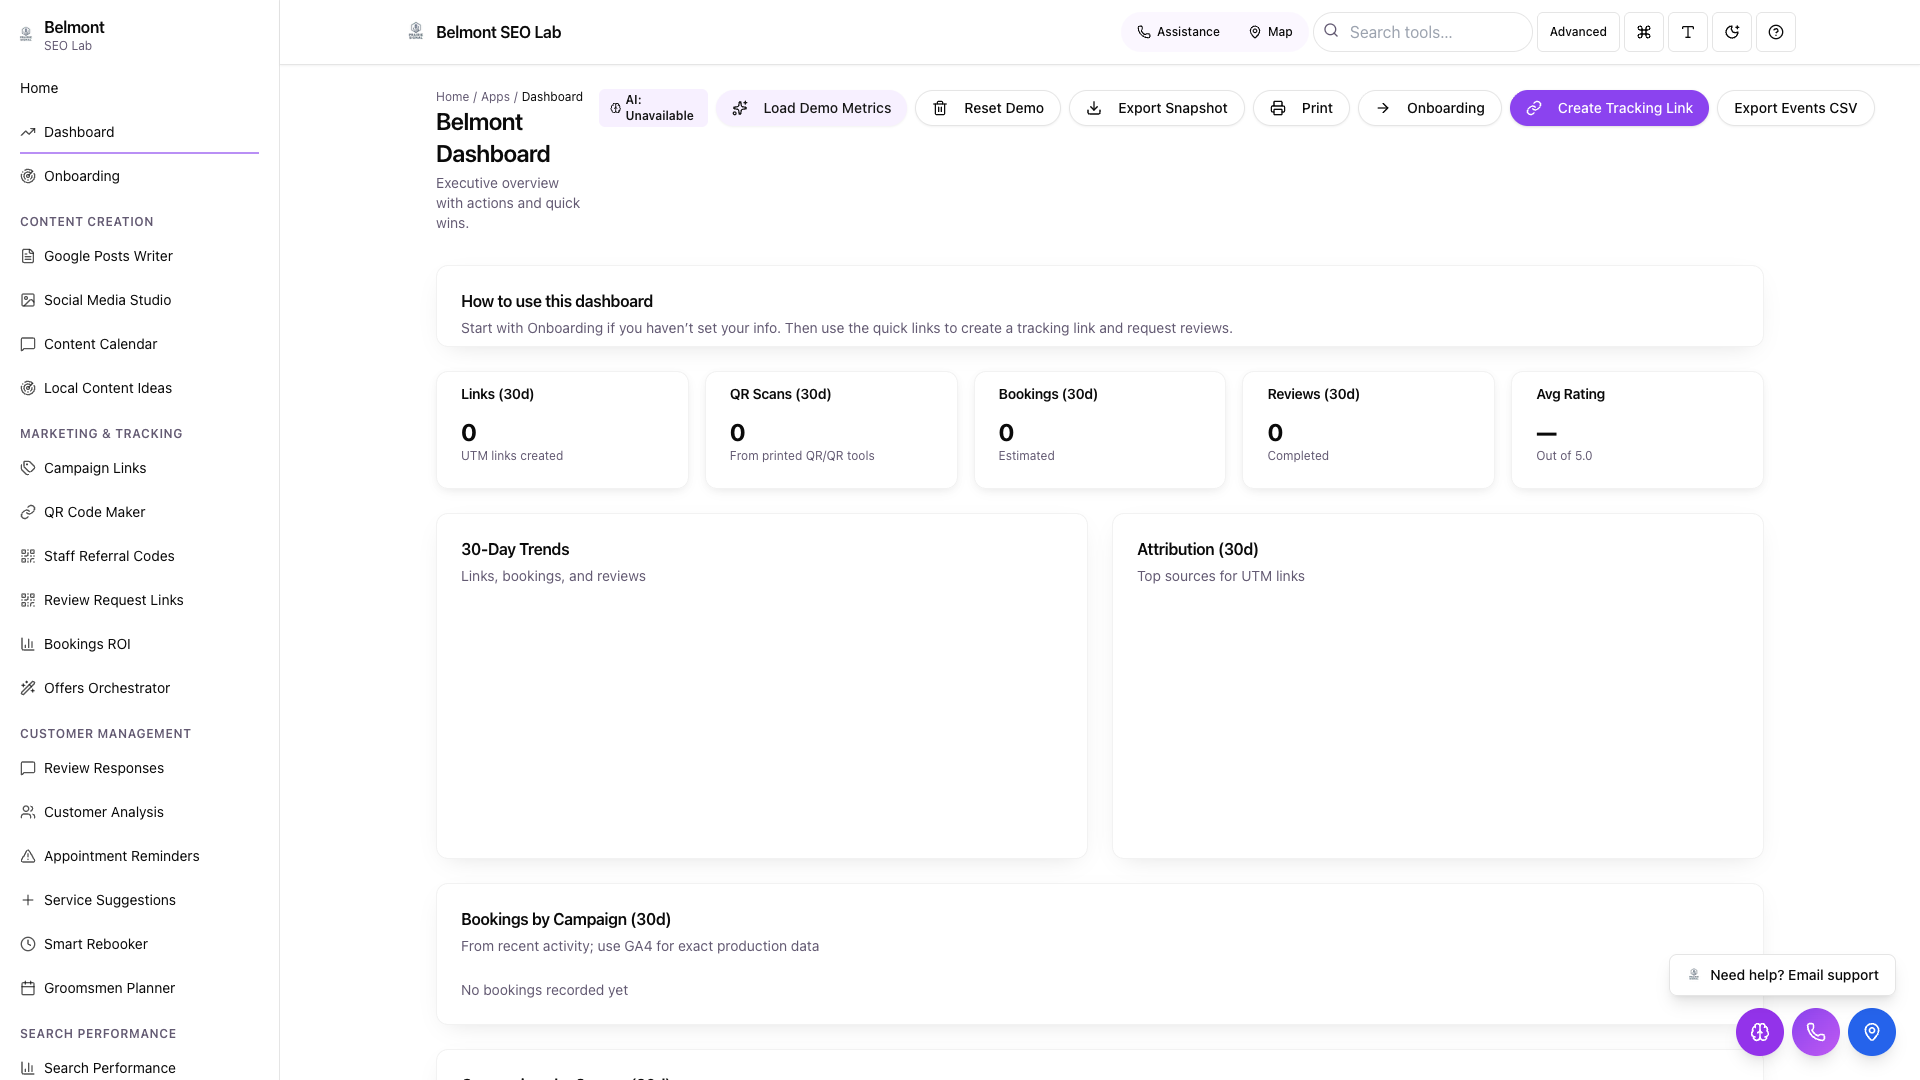 Belmont
SEO Lab
Home
Dashboard
Onboarding
CONTENT CREATION
Google Posts Writer
Social Media Studio
Content Calendar
Local Content Ideas
MARKETING & TRACKING
Campaign Links
QR Code Maker
Staff Referral Codes
Review Request Links
Bookings ROI
Offers Orchestrator
CUSTOMER MANAGEMENT
Review Responses
Customer Analysis
Appointment Reminders
Service Suggestions
Smart Rebooker
Groomsmen Planner
SEARCH PERFORMANCE
Search Performance
Belmont SEO Lab
Assistance
Map
Search tools...
Advanced
Home / Apps / Dashboard
Belmont
Dashboard
Executive overview
with actions and quick
wins.
AI:
Unavailable
Load Demo Metrics
Reset Demo
Export Snapshot
Print
Onboarding
Create Tracking Link
Export Events CSV
How to use this dashboard
Start with Onboarding if you haven't set your info. Then use the quick links to create a tracking link and request reviews.
Links (30d)
0
UTM links created
QR Scans (30d)
0
From printed QR/QR tools
Bookings (30d)
0
Estimated
Reviews (30d)
0
Completed
Avg Rating
—
Out of 5.0
30-Day Trends
Links, bookings, and reviews
Attribution (30d)
Top sources for UTM links
Bookings by Campaign (30d)
From recent activity; use GA4 for exact production data
No bookings recorded yet
Need help? Email support